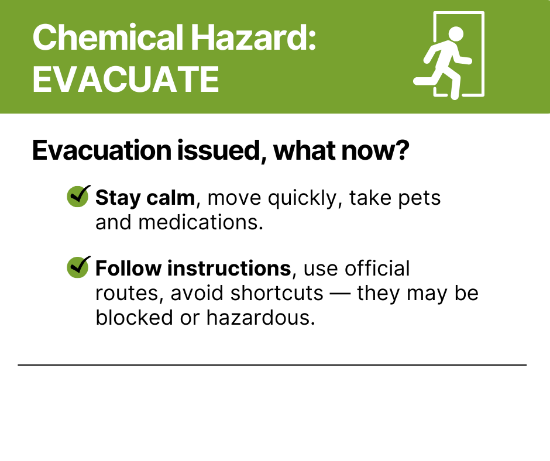 Chemical Hazard:
EVACUATE
Evacuation issued, what now?
Stay calm, move quickly, take pets
and medications.
Follow instructions, use official
routes, avoid shortcuts — they may be
blocked or hazardous.